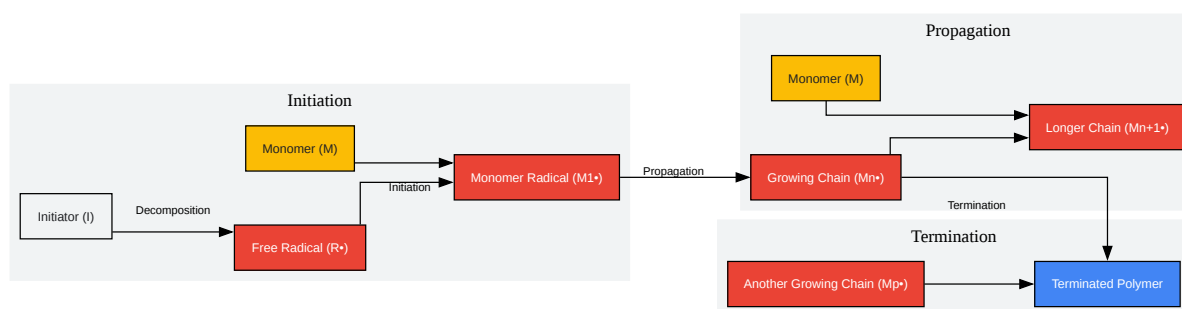 Initiation
Monomer (M)
Initiator (I)
Decomposition
Free Radical (R•)
Initiation
Monomer Radical (M1•)
Propagation
Propagation
Monomer (M)
Longer Chain (Mn+1•)
Growing Chain (Mn•)
Termination
Termination
Another Growing Chain (Mp•)
Terminated Polymer